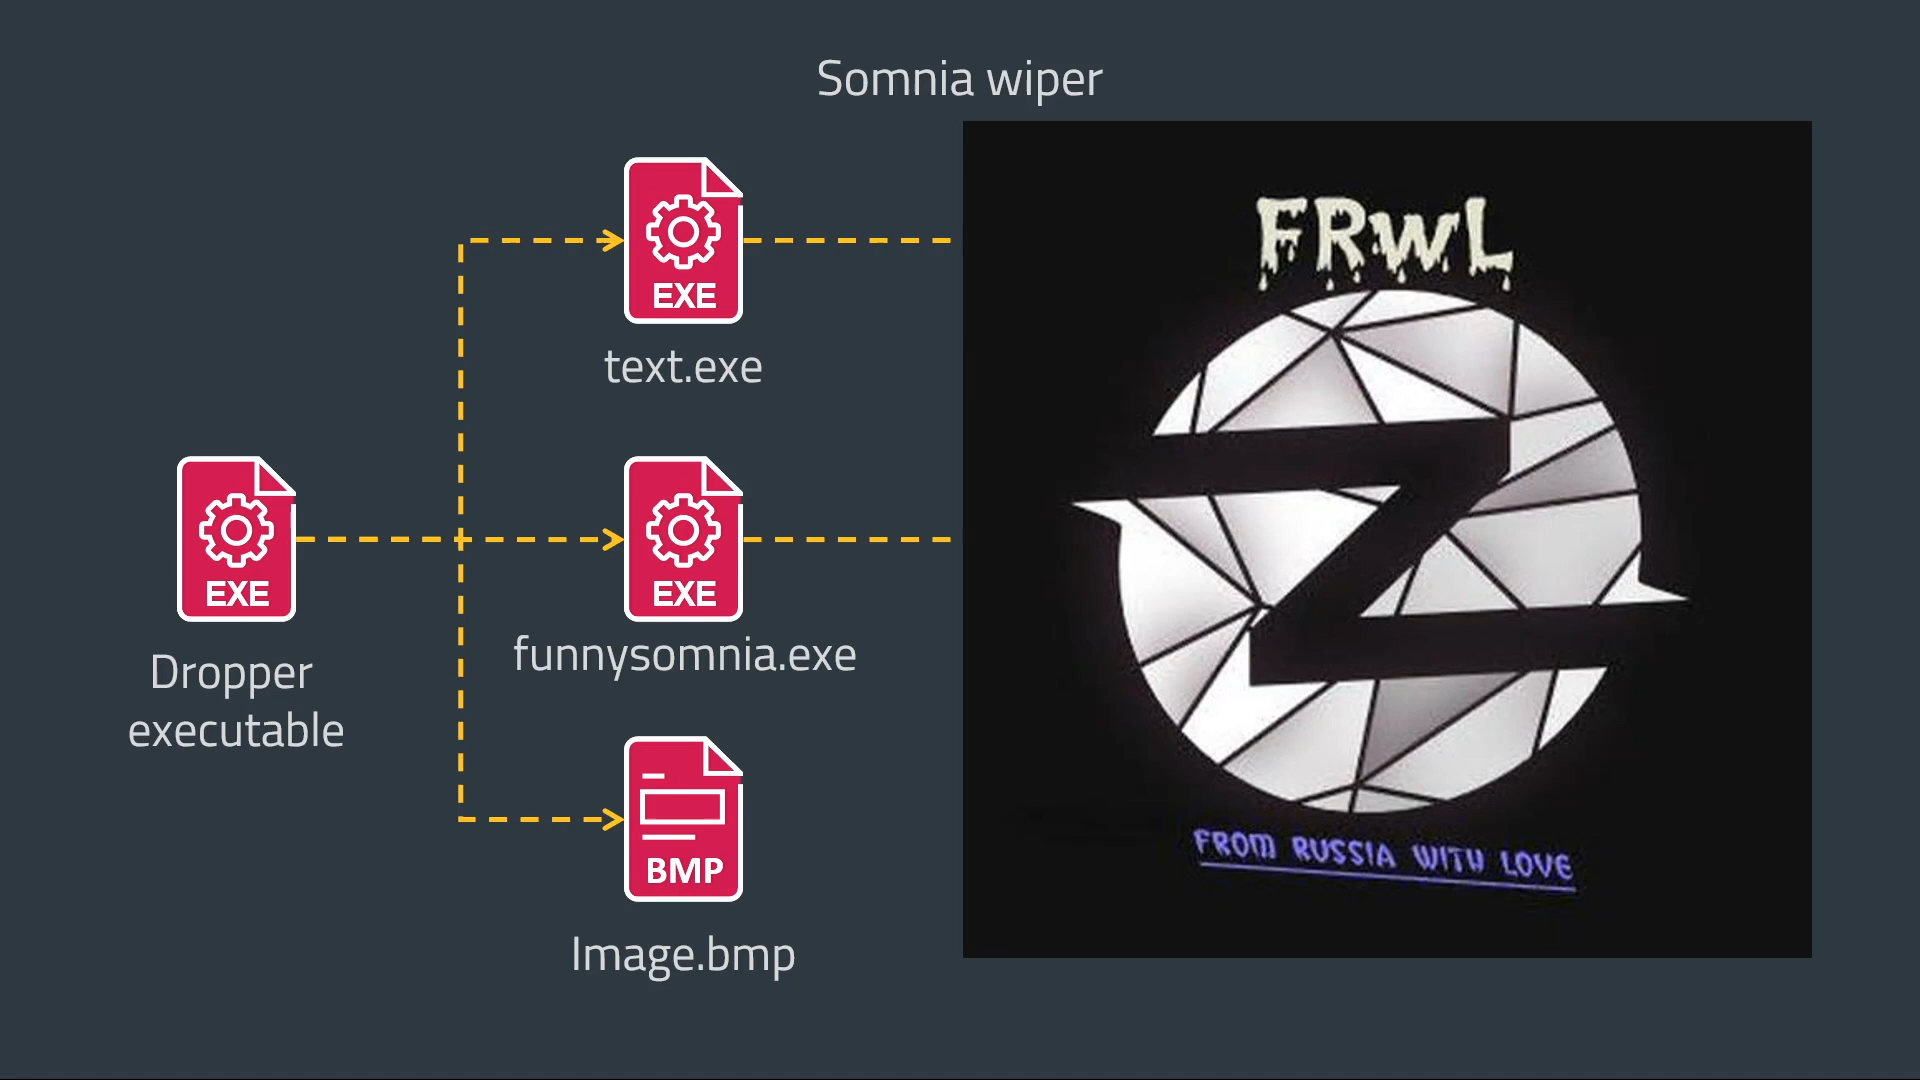 Somnia wiper
EXE
text.exe
EXE
Dropper
executable
EXE
funnysomnia.exe
BMP
Image.bmp
FRWL
Z
FROM RUSSIA WITH LOVE